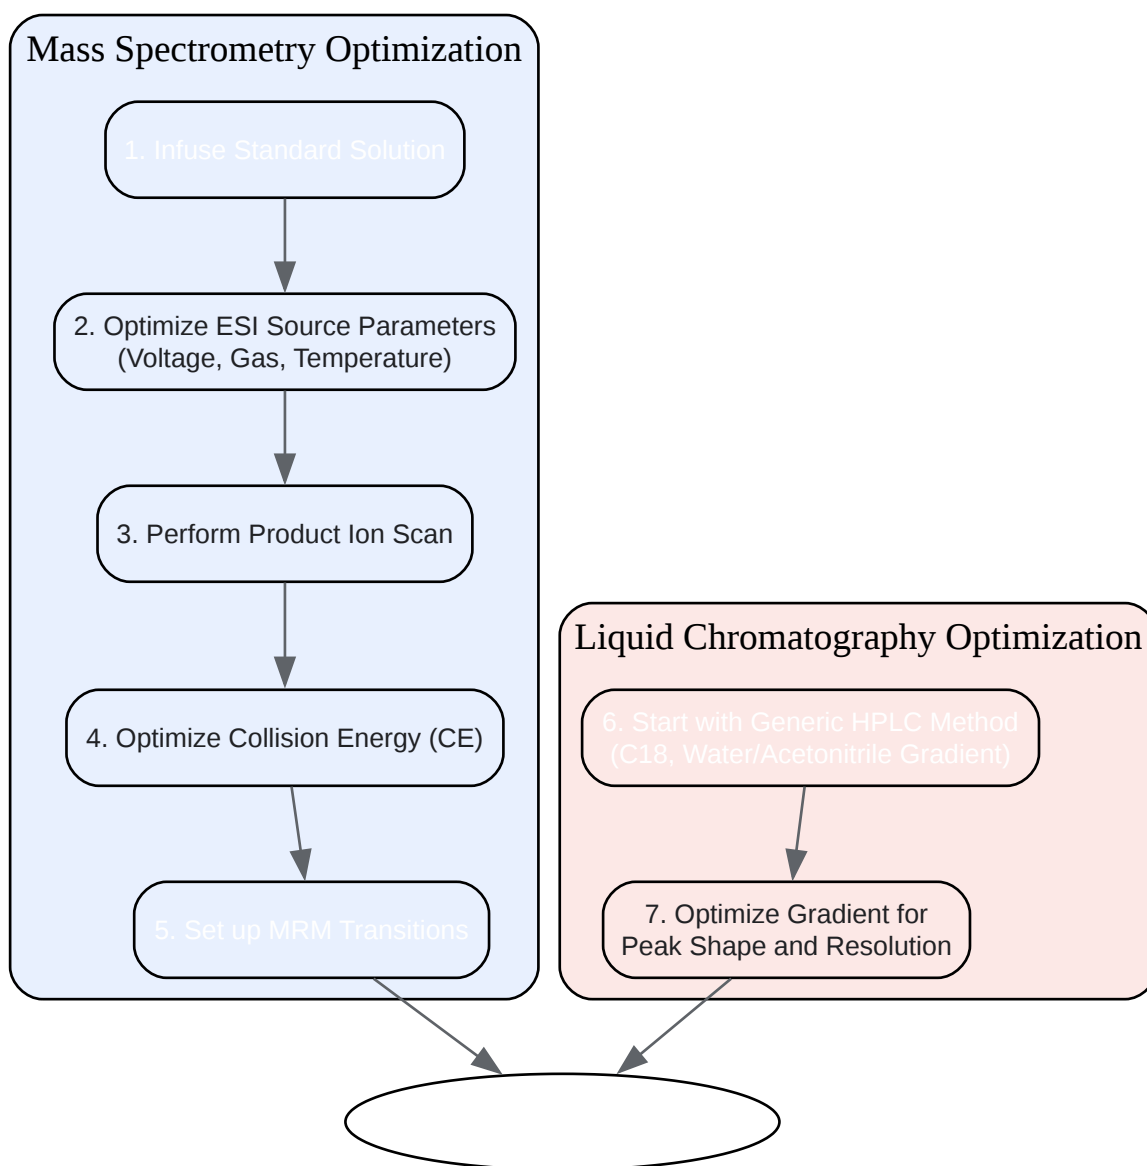 Mass Spectrometry Optimization
1. Infuse Standard Solution
2. Optimize ESI Source Parameters
(Voltage, Gas, Temperature)
3. Perform Product Ion Scan
4. Optimize Collision Energy (CE)
5. Set up MRM Transitions
Liquid Chromatography Optimization
6. Start with Generic HPLC Method
(C18, Water/Acetonitrile Gradient)
7. Optimize Gradient for
Peak Shape and Resolution